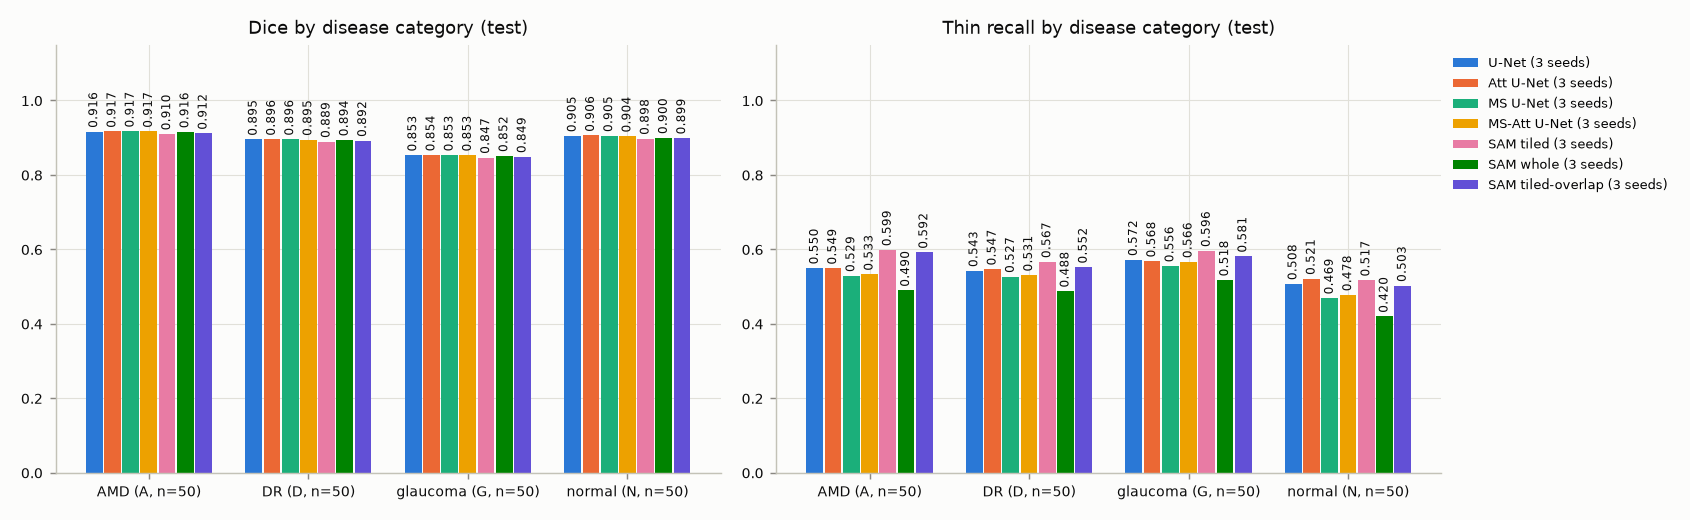 Dice by disease category (test)
1.0
0.8
0.6
0.4
0.2
0.0
0.916 0.917 0.917 0.917 0.910 0.916 0.912
0.895 0.896 0.896 0.895 0.889 0.894 0.892
0.853 0.854 0.853 0.853 0.847 0.852 0.849
0.905 0.906 0.905 0.904 0.898 0.900 0.899
AMD (A, n=50) DR (D, n=50) glaucoma (G, n=50) normal (N, n=50)
Thin recall by disease category (test)
1.0
0.8
0.6
0.4
0.2
0.0
0.550 0.549 0.529 0.533 0.599 0.490 0.592
0.543 0.547 0.527 0.531 0.567 0.488 0.552
0.572 0.568 0.556 0.566 0.596 0.518 0.581
0.508 0.521 0.469 0.478 0.517 0.420 0.503
AMD (A, n=50) DR (D, n=50) glaucoma (G, n=50) normal (N, n=50)
U-Net (3 seeds)
Att U-Net (3 seeds)
MS U-Net (3 seeds)
MS-Att U-Net (3 seeds)
SAM tiled (3 seeds)
SAM whole (3 seeds)
SAM tiled-overlap (3 seeds)